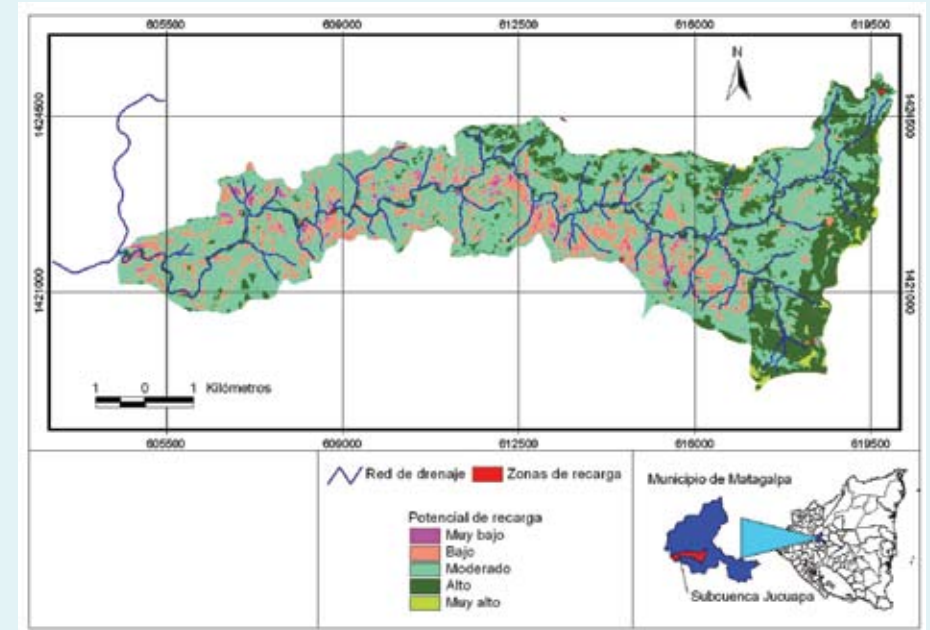 605500 609000 612500 616000 619500
N
1424500 1424500
1421000 1421000
1 0 1 Kilómetros
605500 609000 612500 616000 619500
Red de drenaje Zonas de recarga
Potencial de recarga
Muy bajo
Bajo
Moderado
Alto
Muy alto
Municipio de Matagalpa
Subcuenca Jucuapa